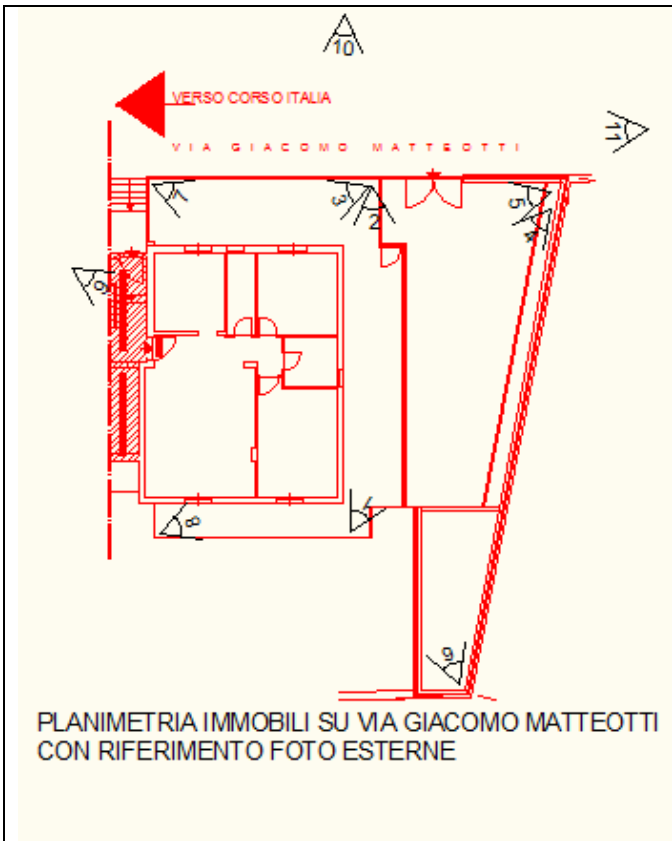 10
VERSO CORSO ITALIA
11
VIA GIACOMO MATTEOTTI
1
3
2
5
4
9
7
8
6
PLANIMETRIA IMMOBILI SU VIA GIACOMO MATTEOTTI
CON RIFERIMENTO FOTO ESTERNE